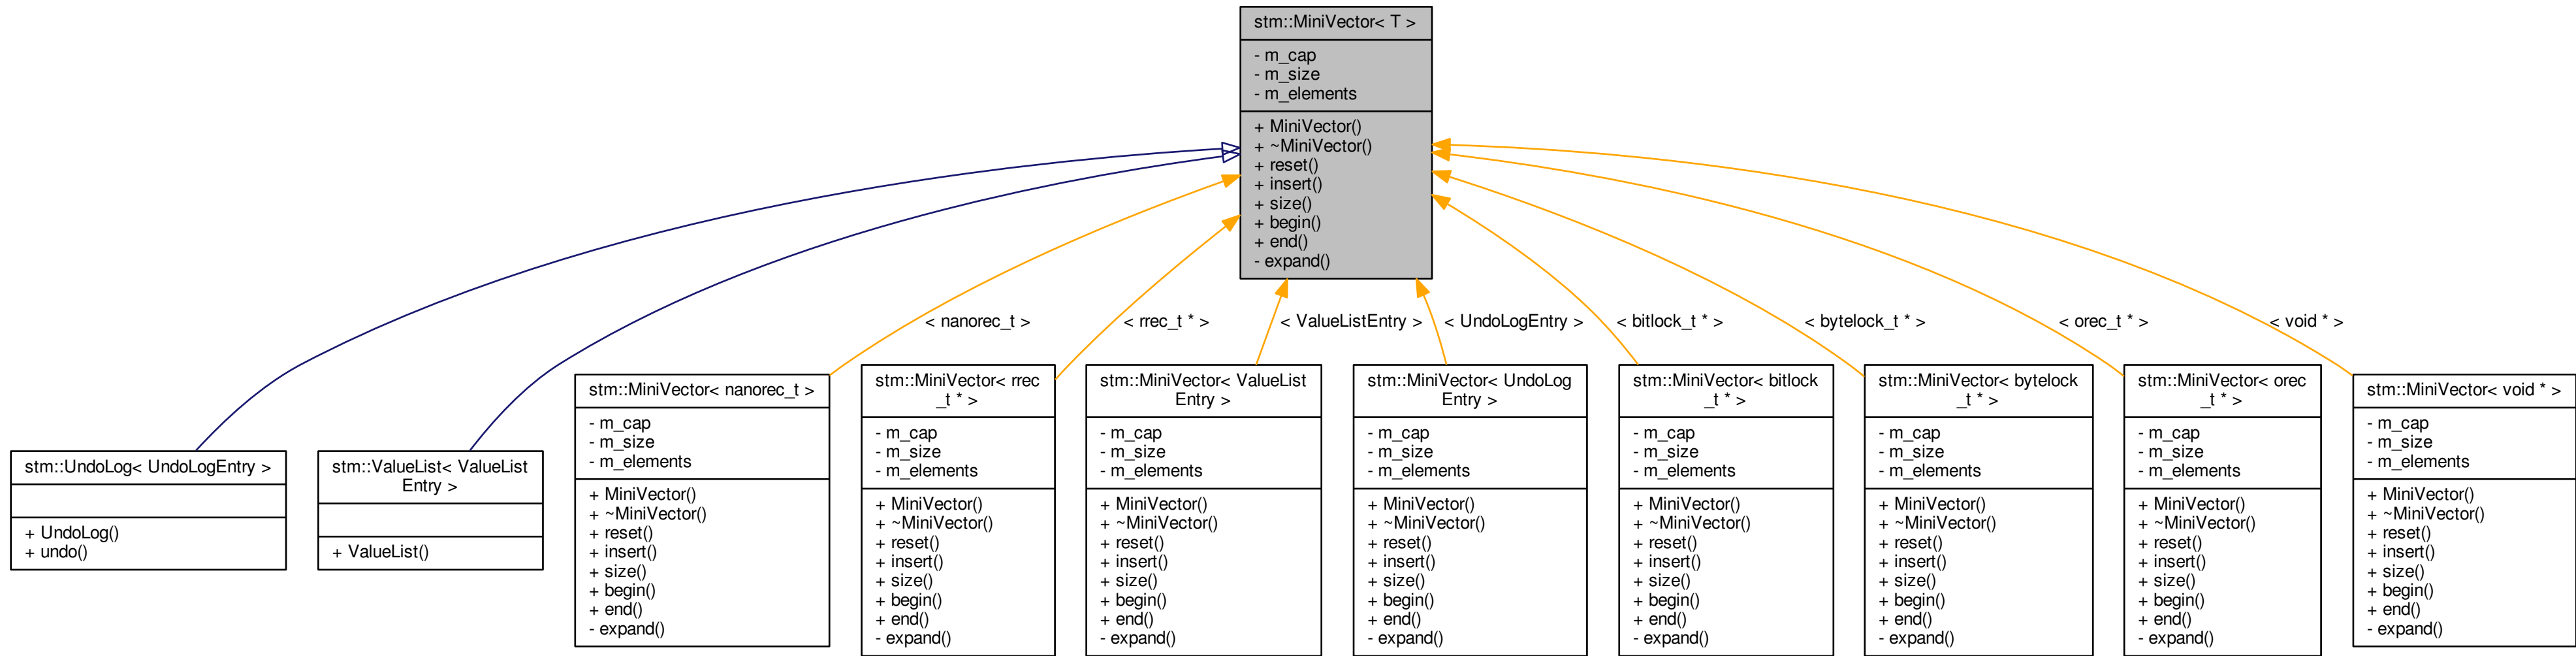 stm::MiniVector< T >
- m_cap
- m_size
- m_elements
+ MiniVector()
+ ~MiniVector()
+ reset()
+ insert()
+ size()
+ begin()
+ end()
- expand()
< nanorec_t >
< rrec_t * >
< ValueListEntry >
< UndoLogEntry >
< bitlock_t * >
< bytelock_t * >
< orec_t * >
< void * >
stm::UndoLog< UndoLogEntry >
+ UndoLog()
+ undo()
stm::ValueList< ValueList
Entry >
+ ValueList()
stm::MiniVector< nanorec_t >
- m_cap
- m_size
- m_elements
+ MiniVector()
+ ~MiniVector()
+ reset()
+ insert()
+ size()
+ begin()
+ end()
- expand()
stm::MiniVector< rrec
_t * >
- m_cap
- m_size
- m_elements
+ MiniVector()
+ ~MiniVector()
+ reset()
+ insert()
+ size()
+ begin()
+ end()
- expand()
stm::MiniVector< ValueList
Entry >
- m_cap
- m_size
- m_elements
+ MiniVector()
+ ~MiniVector()
+ reset()
+ insert()
+ size()
+ begin()
+ end()
- expand()
stm::MiniVector< UndoLog
Entry >
- m_cap
- m_size
- m_elements
+ MiniVector()
+ ~MiniVector()
+ reset()
+ insert()
+ size()
+ begin()
+ end()
- expand()
stm::MiniVector< bitlock
_t * >
- m_cap
- m_size
- m_elements
+ MiniVector()
+ ~MiniVector()
+ reset()
+ insert()
+ size()
+ begin()
+ end()
- expand()
stm::MiniVector< bytelock
_t * >
- m_cap
- m_size
- m_elements
+ MiniVector()
+ ~MiniVector()
+ reset()
+ insert()
+ size()
+ begin()
+ end()
- expand()
stm::MiniVector< orec
_t * >
- m_cap
- m_size
- m_elements
+ MiniVector()
+ ~MiniVector()
+ reset()
+ insert()
+ size()
+ begin()
+ end()
- expand()
stm::MiniVector< void * >
- m_cap
- m_size
- m_elements
+ MiniVector()
+ ~MiniVector()
+ reset()
+ insert()
+ size()
+ begin()
+ end()
- expand()